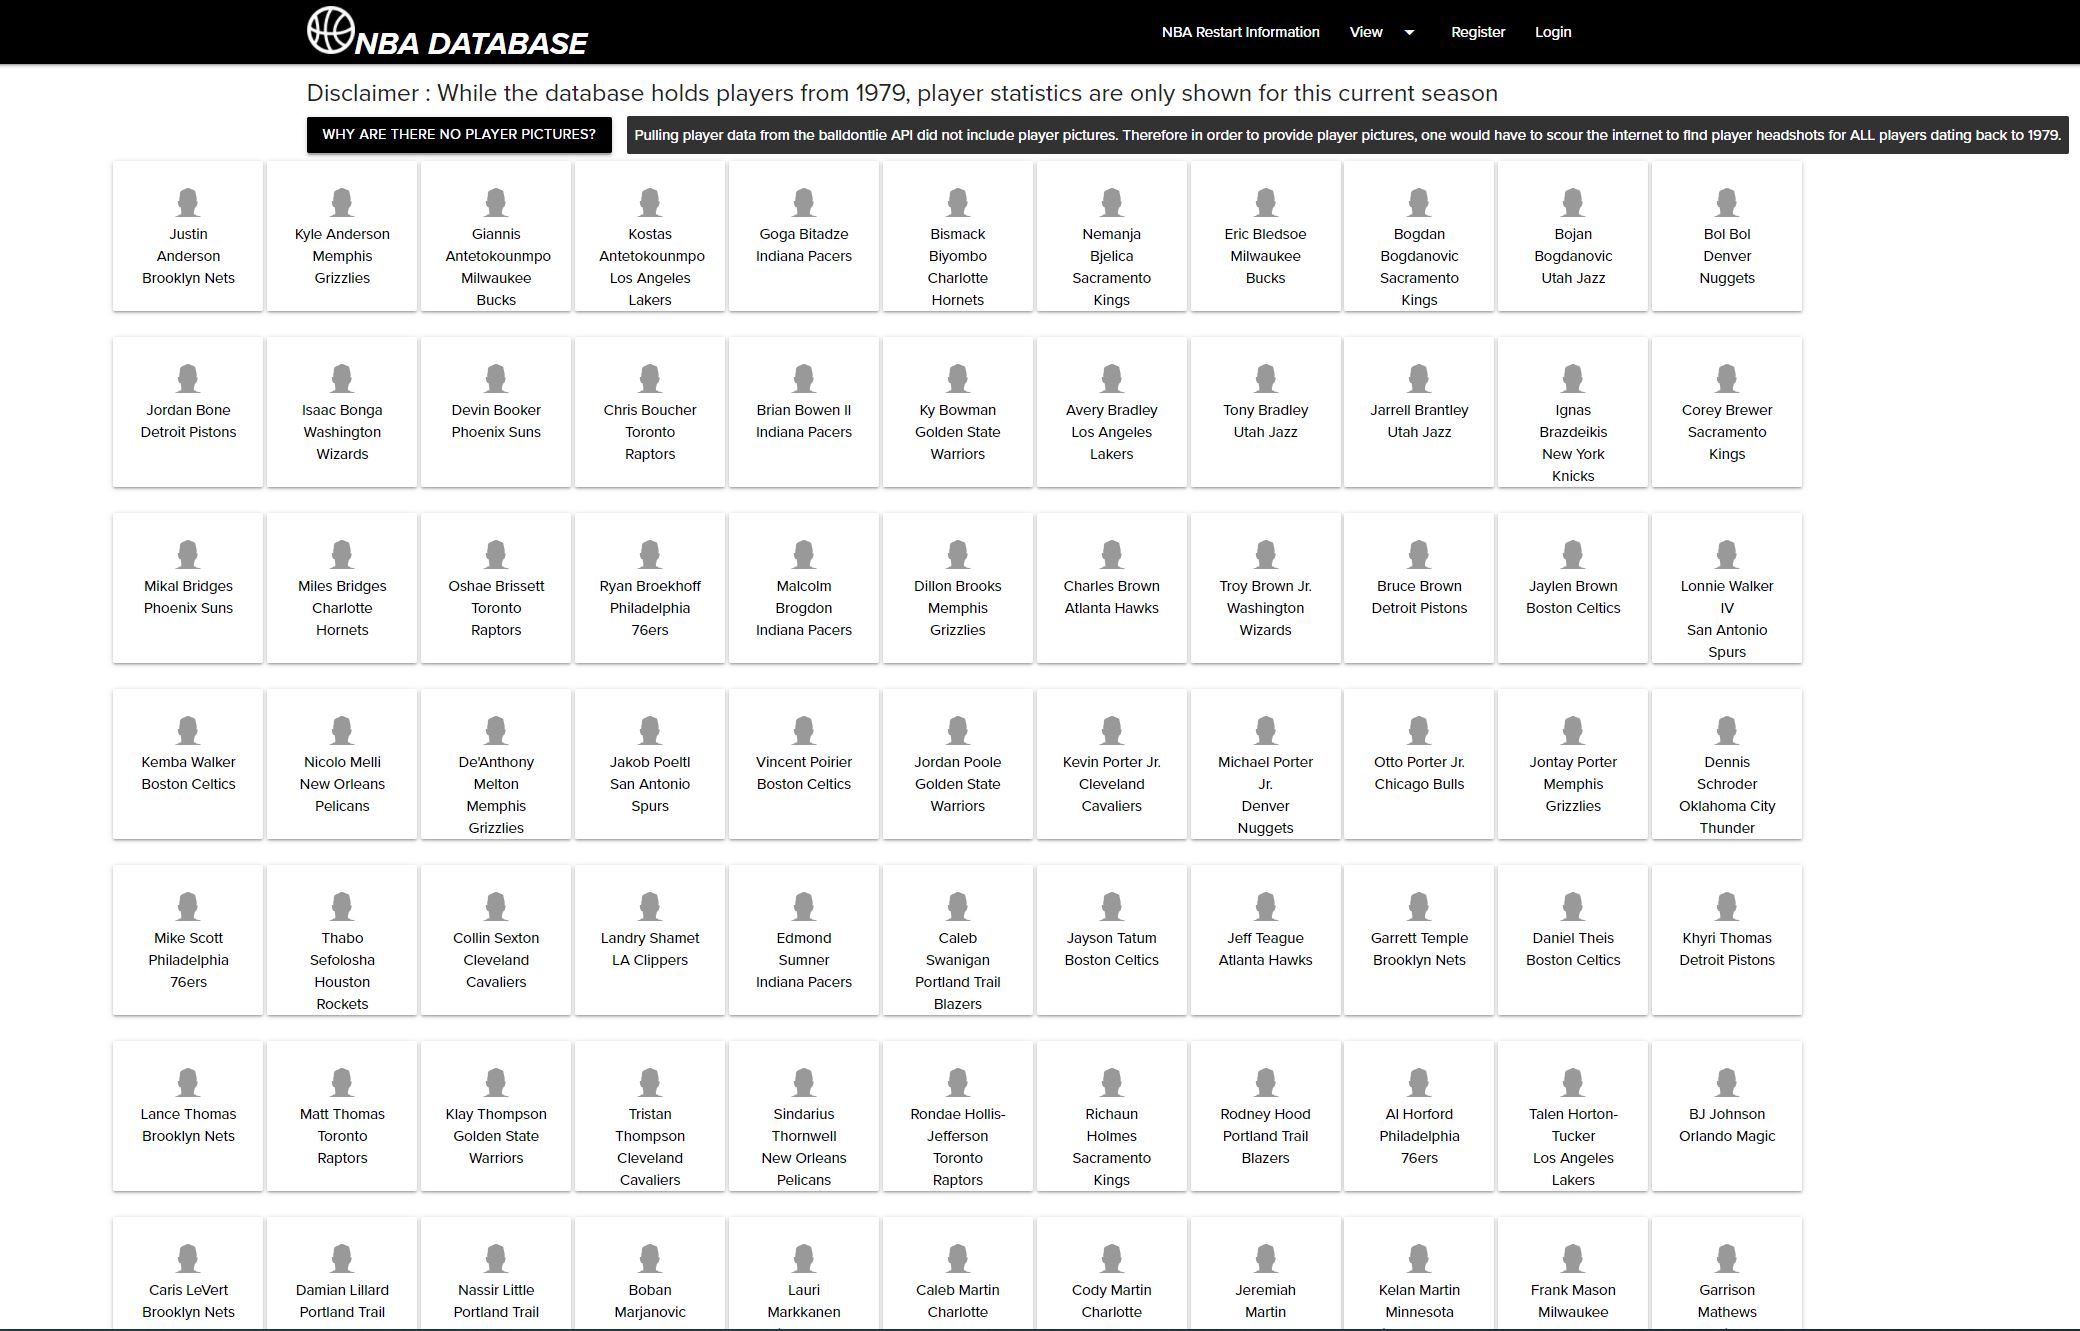 NBA DATABASE
NBA Restart Information View Register Login
Disclaimer : While the database holds players from 1979, player statistics are only shown for this current season
WHY ARE THERE NO PLAYER PICTURES?
Pulling player data from the balldontlie API did not include player pictures. Therefore in order to provide player pictures, one would have to scour the internet to find player headshots for ALL players dating back to 1979.
Justin
Anderson
Brooklyn Nets
Kyle Anderson
Memphis
Grizzlies
Giannis
Antetokounmpo
Milwaukee
Bucks
Kostas
Antetokounmpo
Los Angeles
Lakers
Goga Bitadze
Indiana Pacers
Bismack
Biyombo
Charlotte
Hornets
Nemanja
Bjelica
Sacramento
Kings
Eric Bledsoe
Milwaukee
Bucks
Bogdan
Bogdanovic
Sacramento
Kings
Bojan
Bogdanovic
Utah Jazz
Bol Bol
Denver
Nuggets
Jordan Bone
Detroit Pistons
Isaac Bonga
Washington
Wizards
Devin Booker
Phoenix Suns
Chris Boucher
Toronto
Raptors
Brian Bowen II
Indiana Pacers
Ky Bowman
Golden State
Warriors
Avery Bradley
Los Angeles
Lakers
Tony Bradley
Utah Jazz
Jarrell Brantley
Utah Jazz
Ignas
Brazdeikis
New York
Knicks
Corey Brewer
Sacramento
Kings
Mikal Bridges
Phoenix Suns
Miles Bridges
Charlotte
Hornets
Oshae Brissett
Toronto
Raptors
Ryan Broekhoff
Philadelphia
76ers
Malcolm
Brogdon
Indiana Pacers
Dillon Brooks
Memphis
Grizzlies
Charles Brown
Atlanta Hawks
Troy Brown Jr.
Washington
Wizards
Bruce Brown
Detroit Pistons
Jaylen Brown
Boston Celtics
Lonnie Walker
IV
San Antonio
Spurs
Kemba Walker
Boston Celtics
Nicolo Melli
New Orleans
Pelicans
De'Anthony
Melton
Memphis
Grizzlies
Jakob Poeltl
San Antonio
Spurs
Vincent Poirier
Boston Celtics
Jordan Poole
Golden State
Warriors
Kevin Porter Jr.
Cleveland
Cavaliers
Michael Porter
Jr.
Denver
Nuggets
Otto Porter Jr.
Chicago Bulls
Jontay Porter
Memphis
Grizzlies
Dennis
Schroder
Oklahoma City
Thunder
Mike Scott
Philadelphia
76ers
Thabo
Sefolosha
Houston
Rockets
Collin Sexton
Cleveland
Cavaliers
Landry Shamet
LA Clippers
Edmond
Sumner
Indiana Pacers
Caleb
Swanigan
Portland Trail
Blazers
Jayson Tatum
Boston Celtics
Jeff Teague
Atlanta Hawks
Garrett Temple
Brooklyn Nets
Daniel Theis
Boston Celtics
Khyri Thomas
Detroit Pistons
Lance Thomas
Brooklyn Nets
Matt Thomas
Toronto
Raptors
Klay Thompson
Golden State
Warriors
Tristan
Thompson
Cleveland
Cavaliers
Sindarius
Thornwell
New Orleans
Pelicans
Rondae Hollis-
Jefferson
Toronto
Raptors
Richaun
Holmes
Sacramento
Kings
Rodney Hood
Portland Trail
Blazers
Al Horford
Philadelphia
76ers
Talen Horton-
Tucker
Los Angeles
Lakers
BJ Johnson
Orlando Magic
Caris LeVert
Brooklyn Nets
Damian Lillard
Portland Trail
Nassir Little
Portland Trail
Boban
Marjanovic
Lauri
Markkanen
Caleb Martin
Charlotte
Cody Martin
Charlotte
Jeremiah
Martin
Kelan Martin
Minnesota
Frank Mason
Milwaukee
Garrison
Mathews